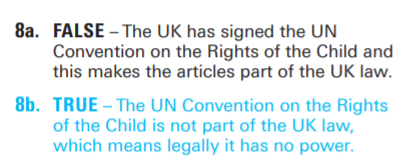 8a. FALSE – The UK has signed the UN
Convention on the Rights of the Child and
this makes the articles part of the UK law.
8b. TRUE – The UN Convention on the Rights
of the Child is not part of the UK law,
which means legally it has no power.